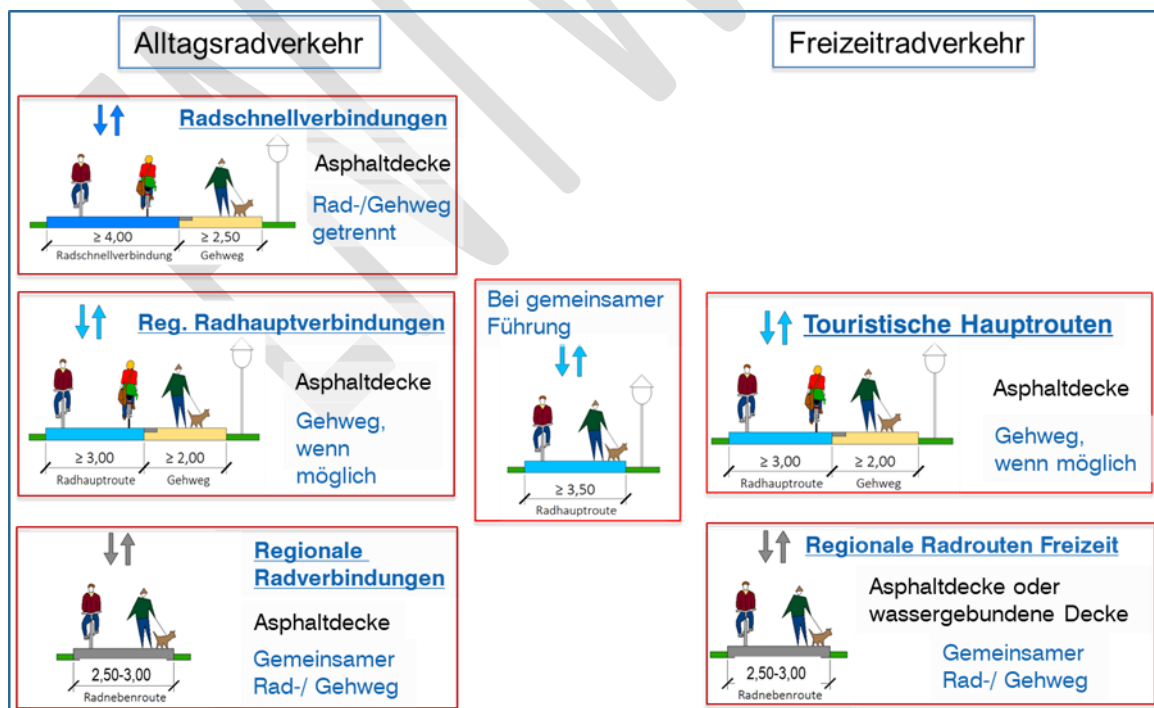 Alltagsradverkehr
Freizeitradverkehr
Radschnellverbindungen
Asphaltdecke
Rad-/Gehweg
getrennt
≥ 4,00
≥ 2,50
Radschnellverbindung
Gehweg
Reg. Radhauptverbindungen
Asphaltdecke
Gehweg,
wenn
möglich
≥ 3,00
≥ 2,00
Radhauptroute
Gehweg
Bei gemeinsamer
Führung
≥ 3,50
Radhauptroute
Touristische Hauptrouten
Asphaltdecke
Gehweg,
wenn möglich
≥ 3,00
≥ 2,00
Radhauptroute
Gehweg
Regionale
Radverbindungen
Asphaltdecke
Gemeinsamer
Rad-/ Gehweg
2,50-3,00
Radnebenroute
Regionale Radrouten Freizeit
Asphaltdecke oder
wassergebundene Decke
Gemeinsamer
Rad-/ Gehweg
2,50-3,00
Radnebenroute